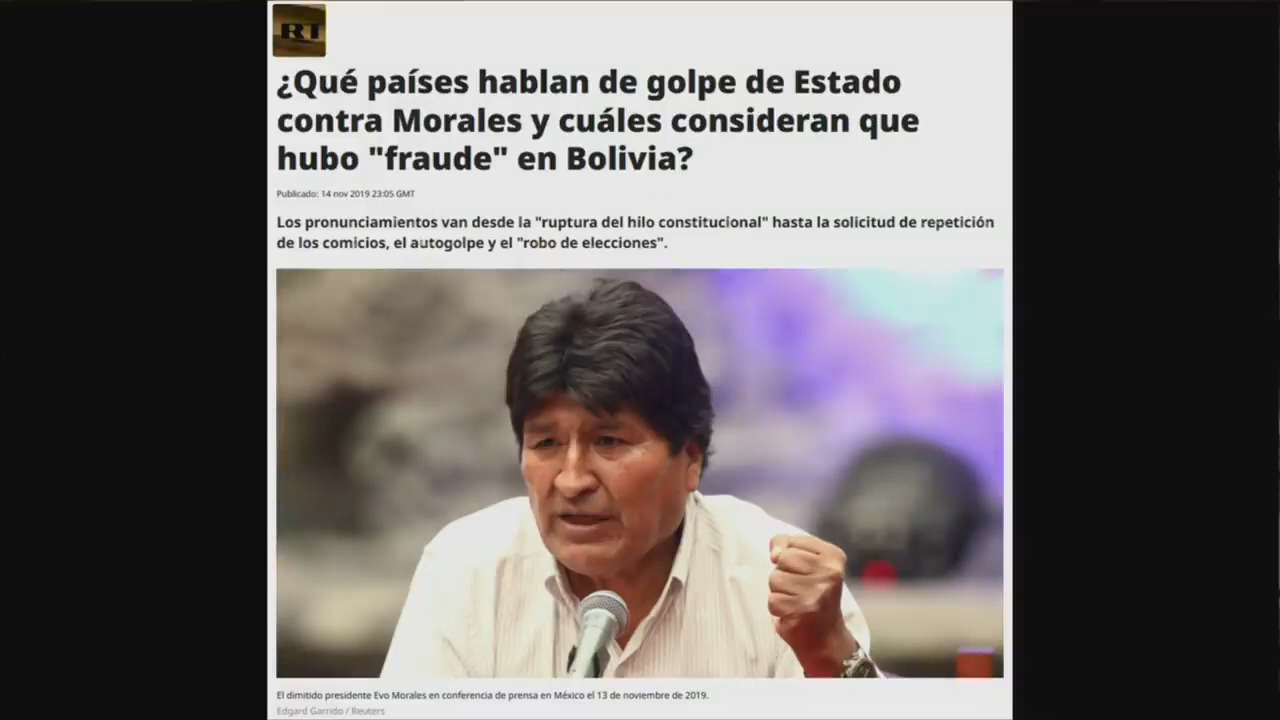 RT
¿Qué países hablan de golpe de Estado
contra Morales y cuáles consideran que
hubo "fraude" en Bolivia?
Publicado: 14 nov 2019 23:05 GMT
Los pronunciamientos van desde la "ruptura del hilo constitucional" hasta la solicitud de repetición
de los comicios, el autogolpe y el "robo de elecciones".
El dimitido presidente Evo Morales en conferencia de prensa en México el 13 de noviembre de 2019.
Edgard Garrido / Reuters